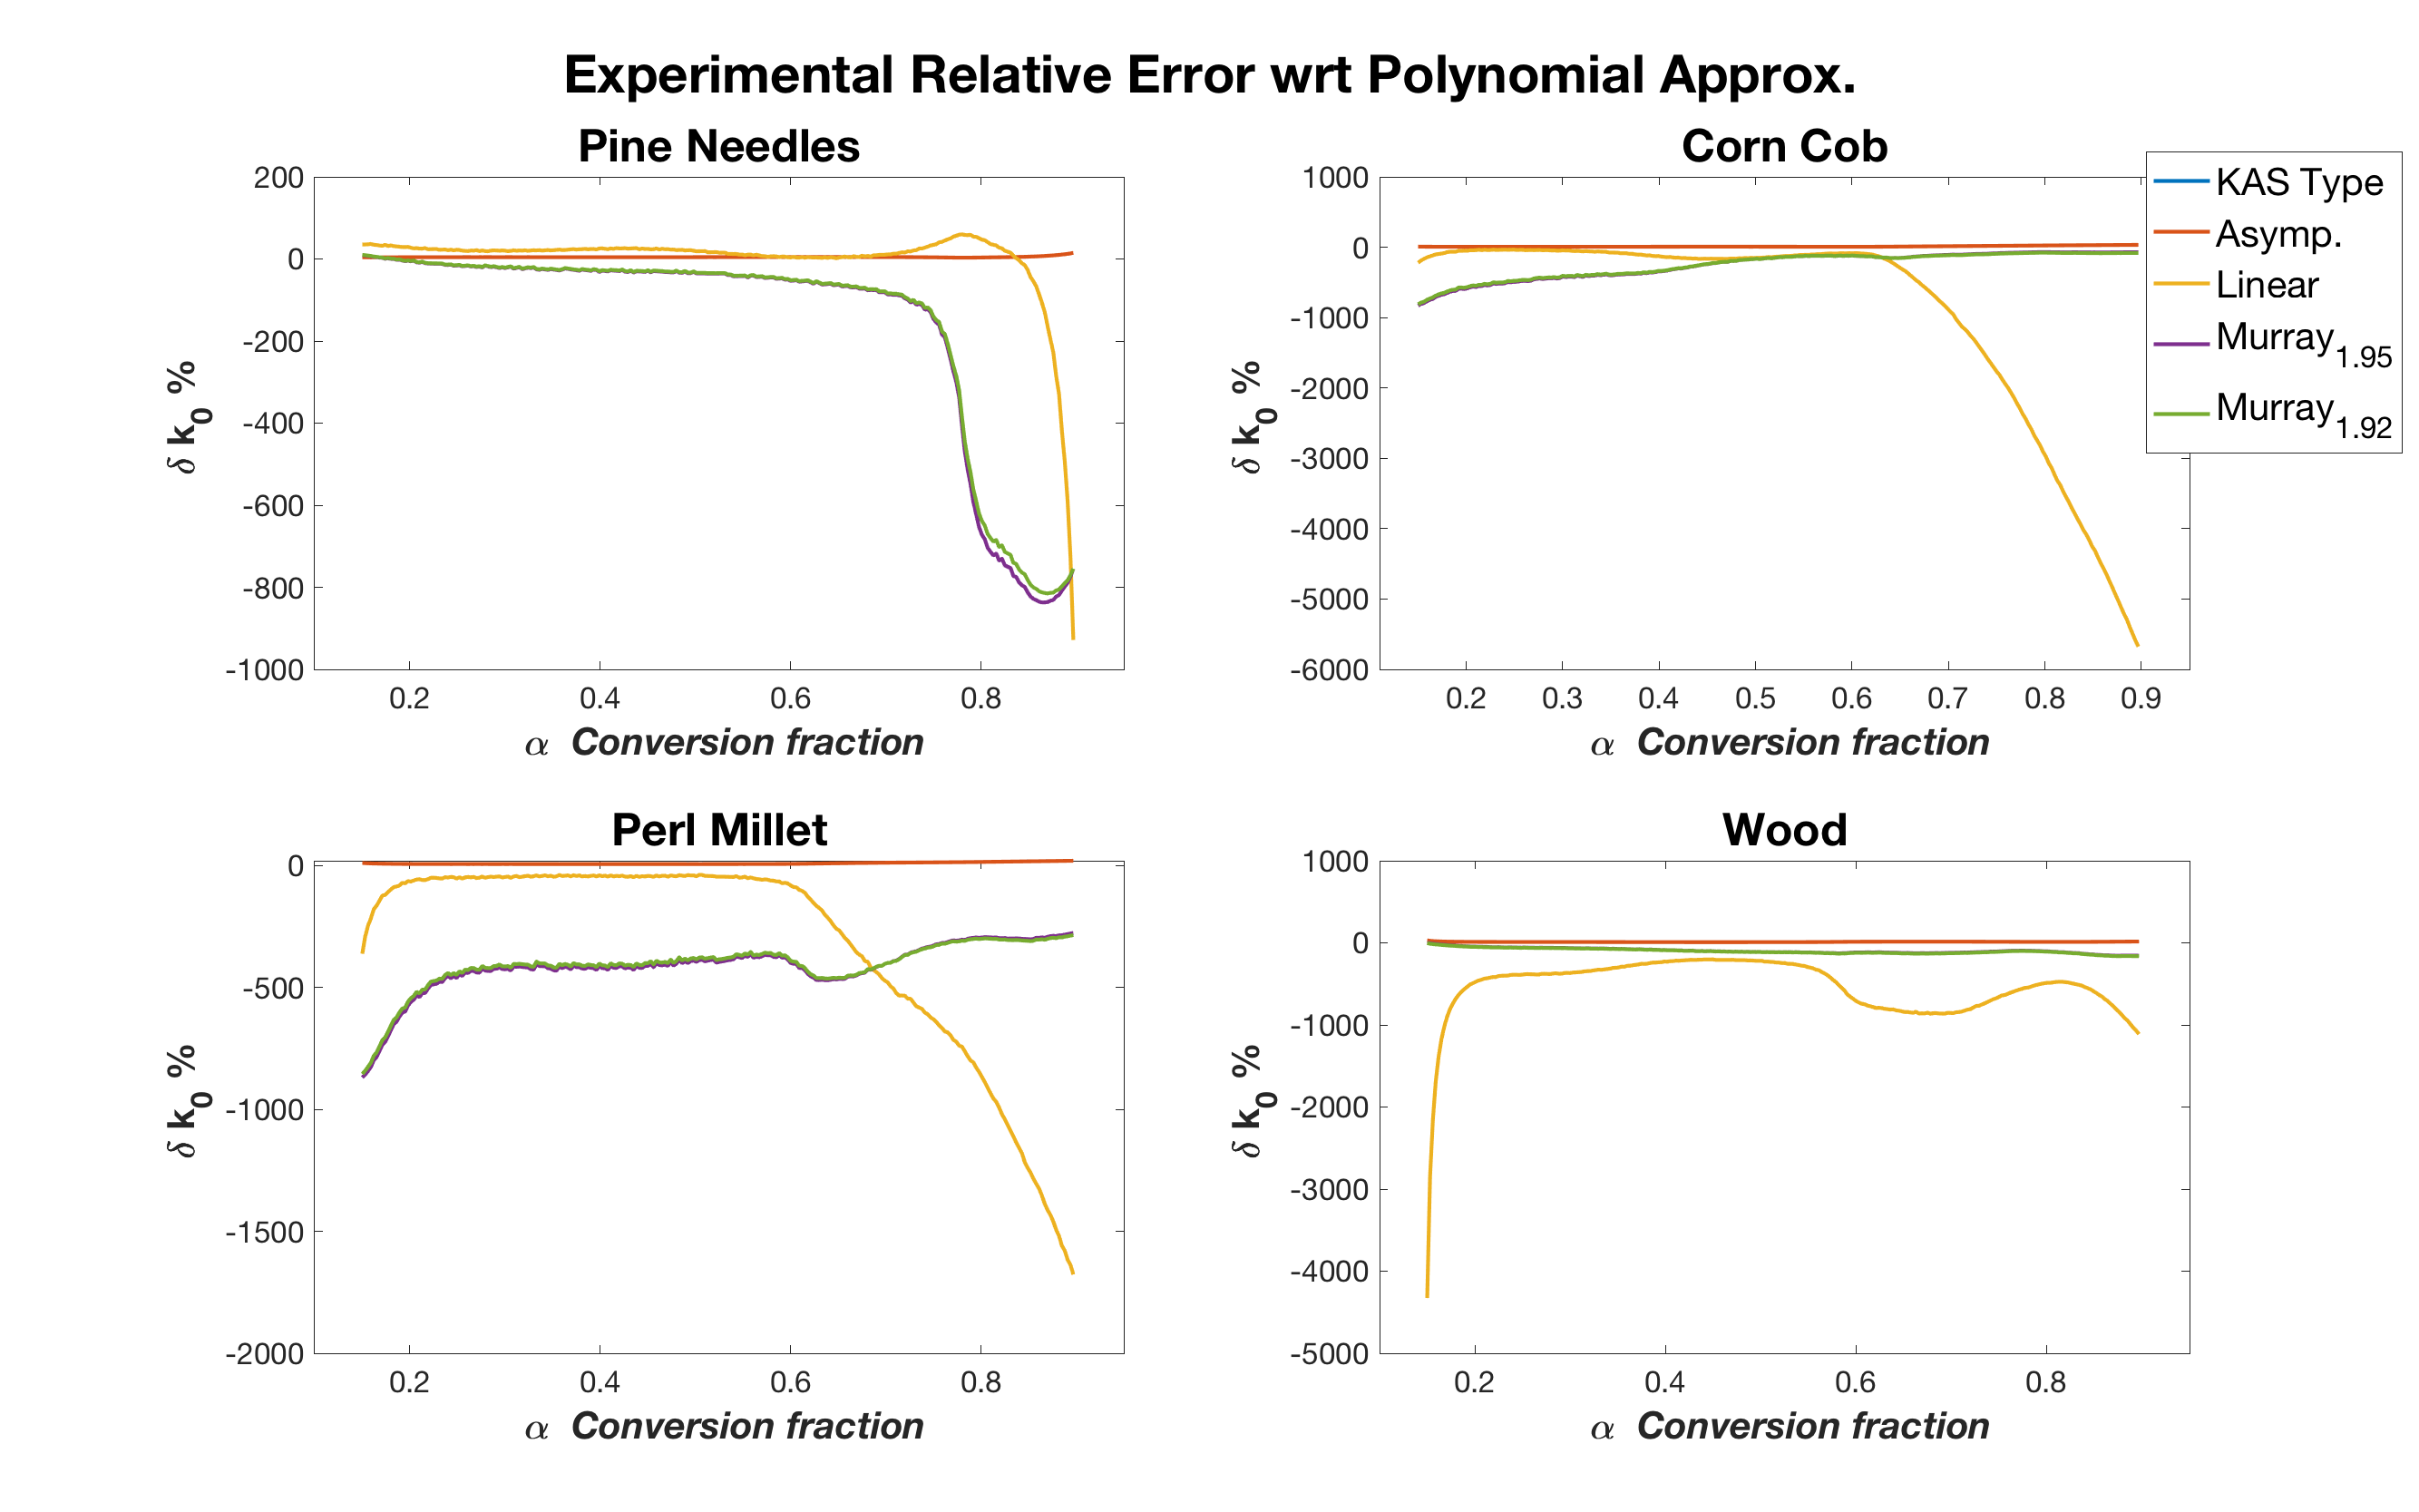 Experimental Relative Error wrt Polynomial Approx.
Pine Needles
200
0
-200
-400
-600
-800
-1000
δ k0 %
0.2 0.4 0.6 0.8
α Conversion fraction
Corn Cob
1000
0
-1000
-2000
-3000
-4000
-5000
-6000
δ k0 %
0.2 0.3 0.4 0.5 0.6 0.7 0.8 0.9
α Conversion fraction
KAS Type
Asymp.
Linear
Murray1.95
Murray1.92
Perl Millet
0
-500
-1000
-1500
-2000
δ k0 %
0.2 0.4 0.6 0.8
α Conversion fraction
Wood
1000
0
-1000
-2000
-3000
-4000
-5000
δ k0 %
0.2 0.4 0.6 0.8
α Conversion fraction